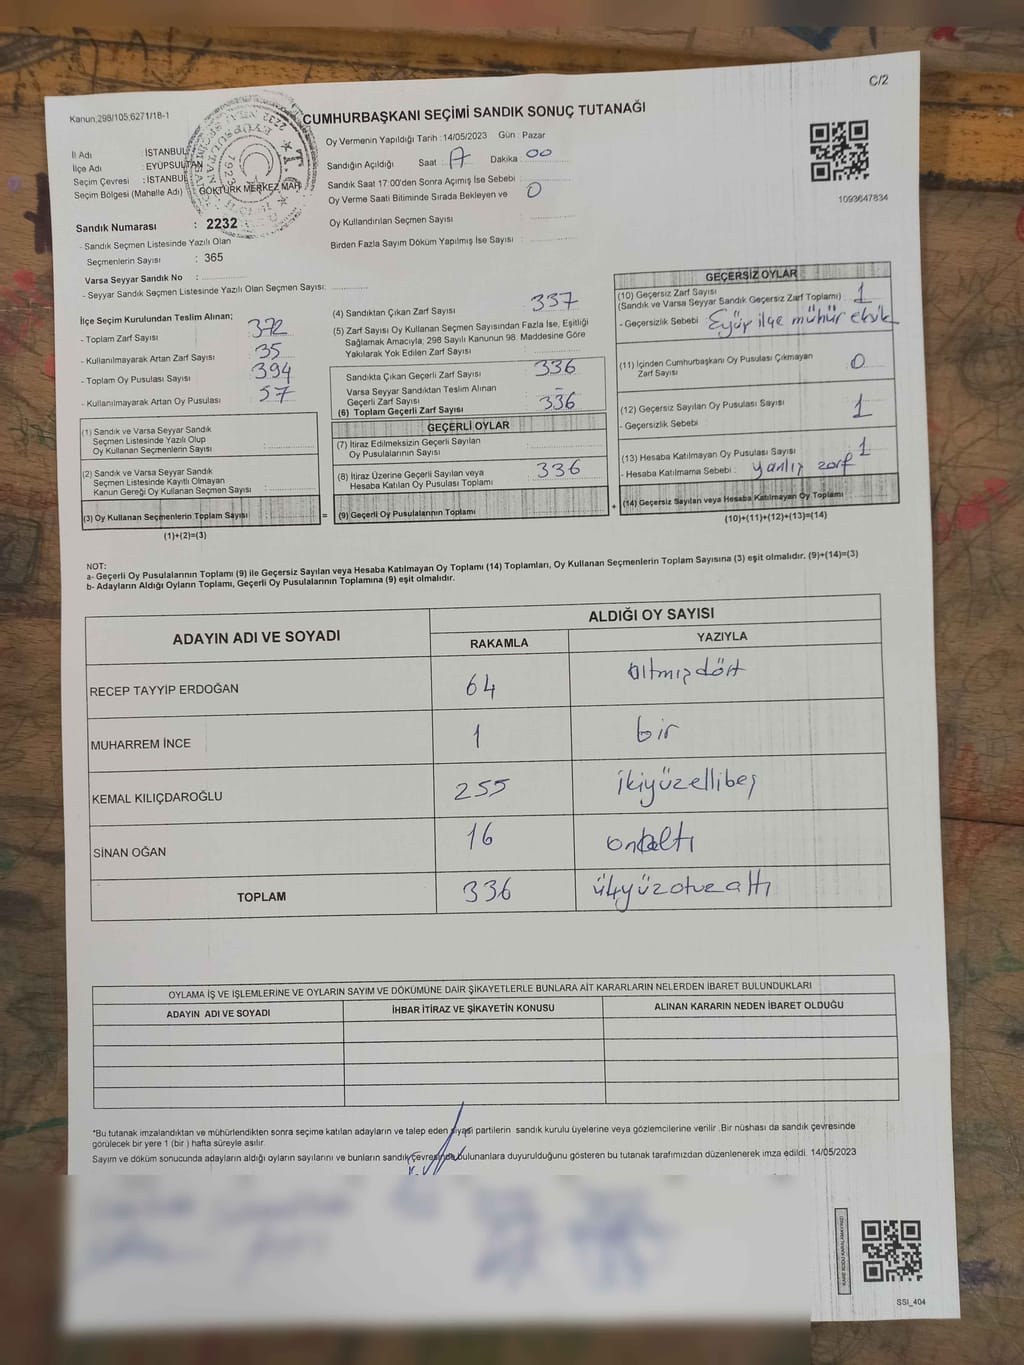 C/2
Kanun;298/105;6271/18-1
CUMHURBAŞKANI SEÇİMİ SANDIK SONUÇ TUTANAĞI
İl Adı : İSTANBUL
İlçe Adı : EYÜPSULTAN
Seçim Çevresi : İSTANBUL
Seçim Bölgesi (Mahalle Adı) : GÖKTÜRK MERKEZ MAH.
Sandık Numarası : 2232
- Sandık Seçmen Listesinde Yazılı Olan
Seçmenlerin Sayısı : 365
Varsa Seyyar Sandık No :
- Seyyar Sandık Seçmen Listesinde Yazılı Olan Seçmen Sayısı:
Oy Vermenin Yapıldığı Tarih : 14/05/2023 Gün : Pazar
Sandığın Açıldığı Saat : Dakika : 00
Sandık Saat 17:00'den Sonra Açımış İse Sebebi :
Oy Verme Saati Bitiminde Sırada Bekleyen ve 0
Oy Kullandırılan Seçmen Sayısı
Birden Fazla Sayım Döküm Yapılmış İse Sayısı :
1093647834
İlçe Seçim Kurulundan Teslim Alınan;
- Toplam Zarf Sayısı : 372
- Kullanılmayarak Artan Zarf Sayısı : 35
- Toplam Oy Pusulası Sayısı : 394
- Kullanılmayarak Artan Oy Pusulası : 57
(1) Sandık ve Varsa Seyyar Sandık
Seçmen Listesinde Yazılı Olup
Oy Kullanan Seçmenlerin Sayısı :
(2) Sandık ve Varsa Seyyar Sandık
Seçmen Listesinde Kayıtlı Olmayan
Kanun Gereği Oy Kullanan Seçmen Sayısı :
(3) Oy Kullanan Seçmenlerin Toplam Sayısı
(1)+(2)=(3)
=
(4) Sandıktan Çıkan Zarf Sayısı : 337
(5) Zarf Sayısı Oy Kullanan Seçmen Sayısından Fazla İse, Eşitliği
Sağlamak Amacıyla; 298 Sayılı Kanunun 98. Maddesine Göre
Yakılarak Yok Edilen Zarf Sayısı :
Sandıkta Çıkan Geçerli Zarf Sayısı : 336
Varsa Seyyar Sandıktan Teslim Alınan
Geçerli Zarf Sayısı : –
(6) Toplam Geçerli Zarf Sayısı : 336
GEÇERLİ OYLAR
(7) İtiraz Edilmeksizin Geçerli Sayılan
Oy Pusulalarının Sayısı :
(8) İtiraz Üzerine Geçerli Sayılan veya
Hesaba Katılan Oy Pusulası Toplamı : 336
(9) Geçerli Oy Pusulalarının Toplamı
+
GEÇERSİZ OYLAR
(10) Geçersiz Zarf Sayısı
(Sandık ve Varsa Seyyar Sandık Geçersiz Zarf Toplamı) : 1
- Geçersizlik Sebebi : Eyüp ilçe mühür eksik
(11) İçinden Cumhurbaşkanı Oy Pusulası Çıkmayan
Zarf Sayısı : 0
(12) Geçersiz Sayılan Oy Pusulası Sayısı : 1
- Geçersizlik Sebebi :
(13) Hesaba Katılmayan Oy Pusulası Sayısı : 1
- Hesaba Katılmama Sebebi : yanlış zarf
(14) Geçersiz Sayılan veya Hesaba Katılmayan Oy Toplamı
(10)+(11)+(12)+(13)=(14)
NOT:
a- Geçerli Oy Pusulalarının Toplamı (9) ile Geçersiz Sayılan veya Hesaba Katılmayan Oy Toplamı (14) Toplamları, Oy Kullanan Seçmenlerin Toplam Sayısına (3) eşit olmalıdır. (9)+(14)=(3)
b- Adayların Aldığı Oyların Toplamı, Geçerli Oy Pusulalarının Toplamına (9) eşit olmalıdır.
ADAYIN ADI VE SOYADI
ALDIĞI OY SAYISI
RAKAMLA YAZIYLA
RECEP TAYYİP ERDOĞAN 64 altmışdört
MUHARREM İNCE 1 bir
KEMAL KILIÇDAROĞLU 255 ikiyüzellibeş
SİNAN OĞAN 16 onaltı
TOPLAM 336
OYLAMA İŞ VE İŞLEMLERİNE VE OYLARIN SAYIM VE DÖKÜMÜNE DAİR ŞİKAYETLERLE BUNLARA AİT KARARLARIN NELERDEN İBARET BULUNDUKLARI
ADAYIN ADI VE SOYADI İHBAR İTİRAZ VE ŞİKAYETİN KONUSU ALINAN KARARIN NEDEN İBARET OLDUĞU
*Bu tutanak imzalandıktan ve mühürlendikten sonra seçime katılan adayların ve talep eden siyasi partilerin sandık kurulu üyelerine veya gözlemcilerine verilir .Bir nüshası da sandık çevresinde
görülecek bir yere 1 (bir ) hafta süreyle asılır.
Sayım ve döküm sonucunda adayların aldığı oyların sayılarını ve bunların sandık çevresinde bulunanlara duyurulduğunu gösteren bu tutanak tarafımızdan düzenlenerek imza edildi. 14/05/2023
SSI_404